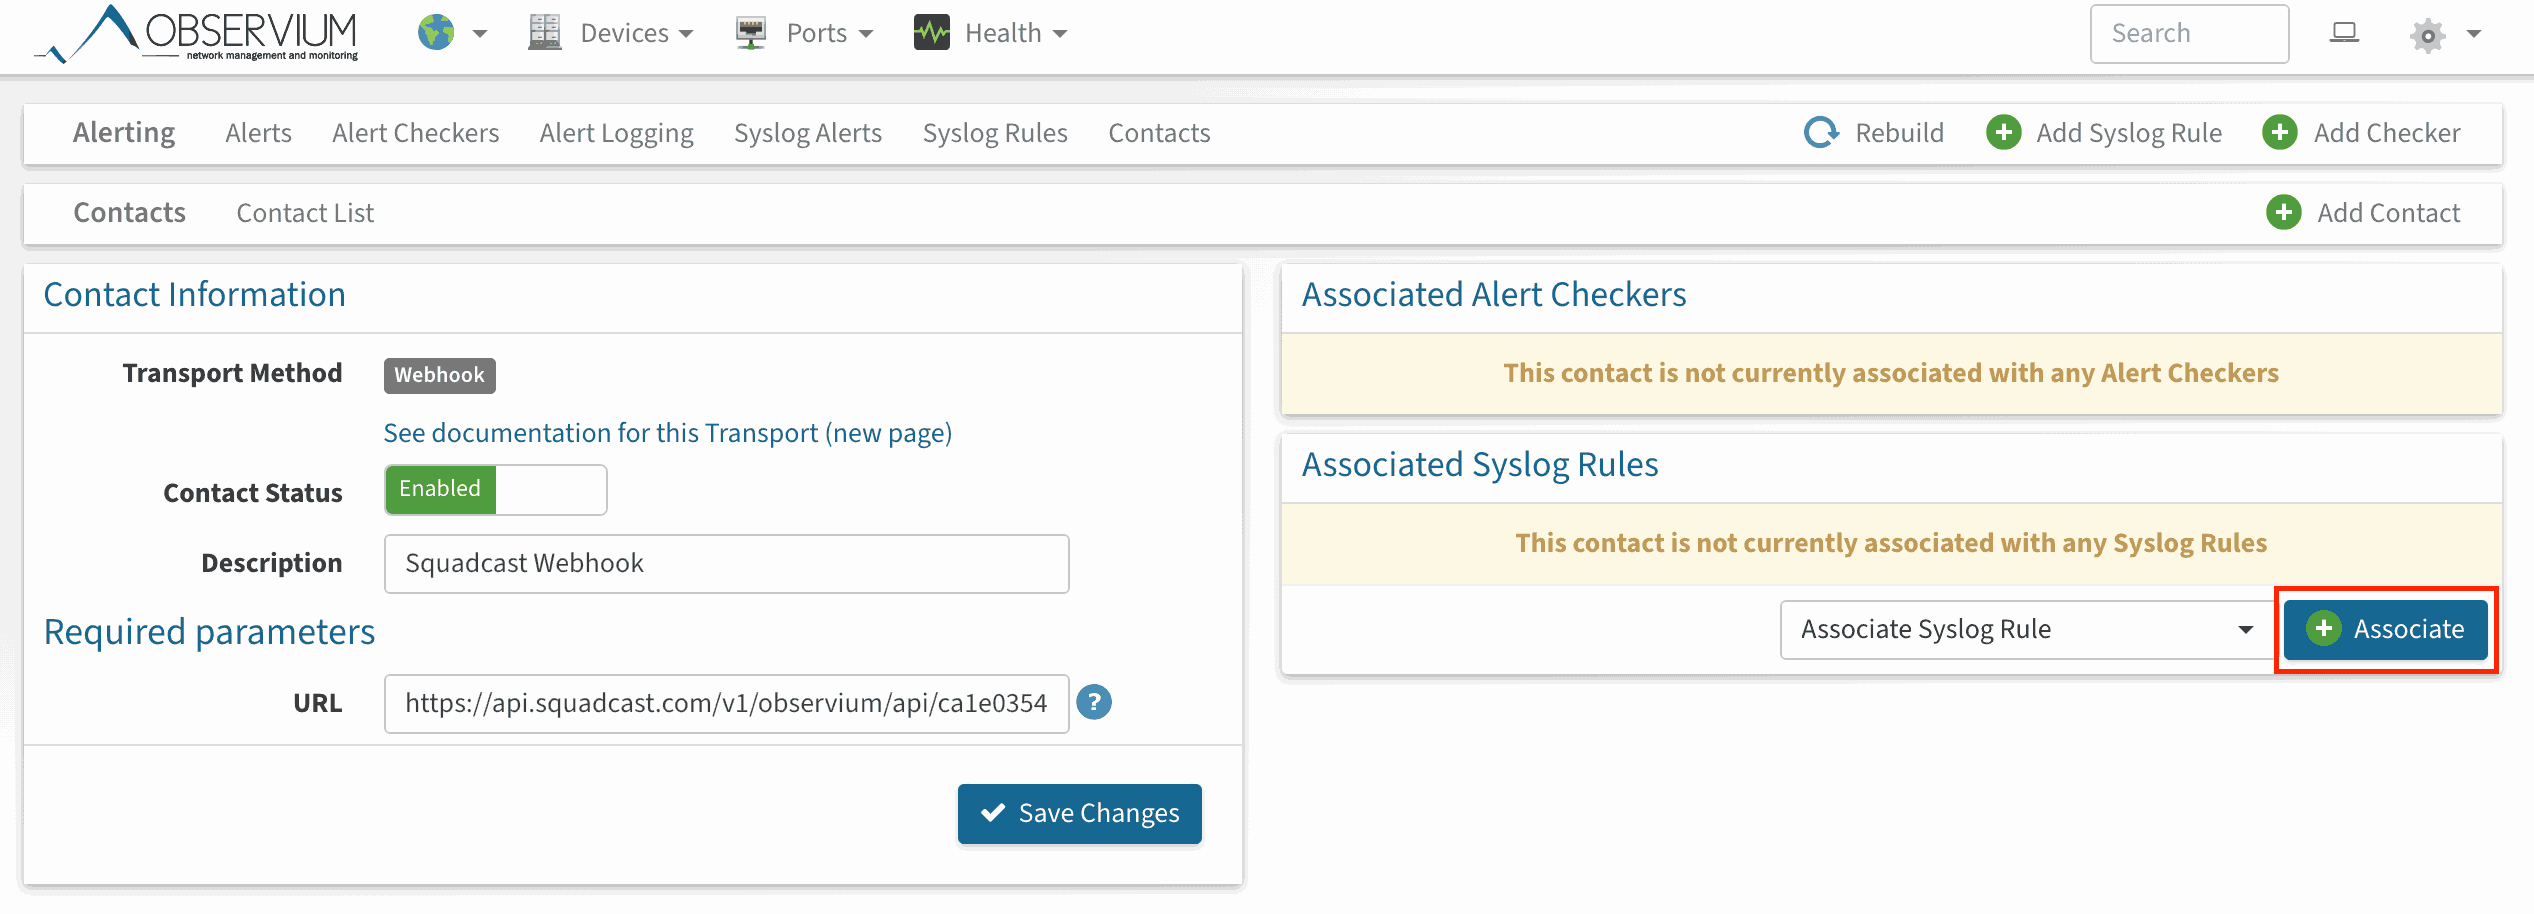 OBSERVIUM
network management and monitoring
Devices Ports Health Search
Alerting Alerts Alert Checkers Alert Logging Syslog Alerts Syslog Rules Contacts Rebuild Add Syslog Rule Add Checker
Contacts Contact List Add Contact
Contact Information
Transport Method Webhook
See documentation for this Transport (new page)
Contact Status Enabled
Description Squadcast Webhook
Required parameters
URL https://api.squadcast.com/v1/observium/api/ca1e0354 ?
Save Changes
Associated Alert Checkers
This contact is not currently associated with any Alert Checkers
Associated Syslog Rules
This contact is not currently associated with any Syslog Rules
Associate Syslog Rule Associate